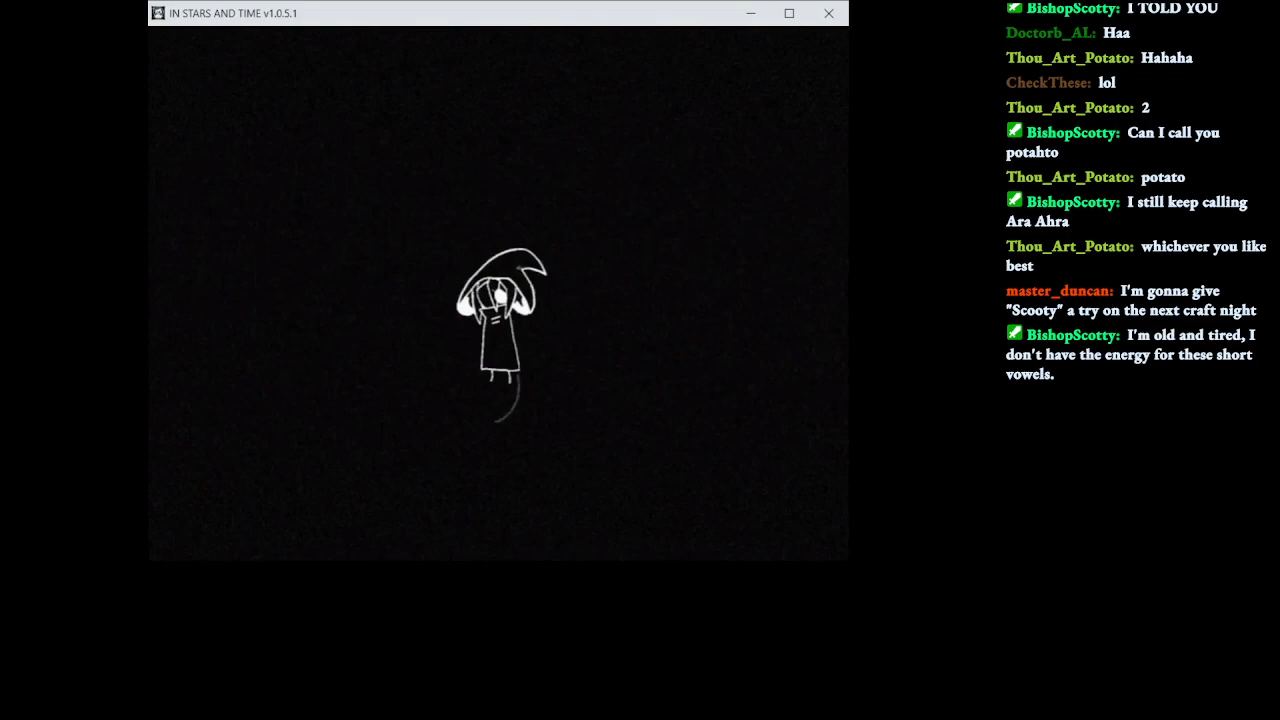 IN STARS AND TIME v1.0.5.1
BishopScotty: I TOLD YOU
Doctorb_AL: Haa
Thou_Art_Potato: Hahaha
CheckThese: lol
Thou_Art_Potato: 2
BishopScotty: Can I call you
potahto
Thou_Art_Potato: potato
BishopScotty: I still keep calling
Ara Ahra
Thou_Art_Potato: whichever you like
best
master_duncan: I'm gonna give
"Scooty" a try on the next craft night
BishopScotty: I'm old and tired, I
don't have the energy for these short
vowels.